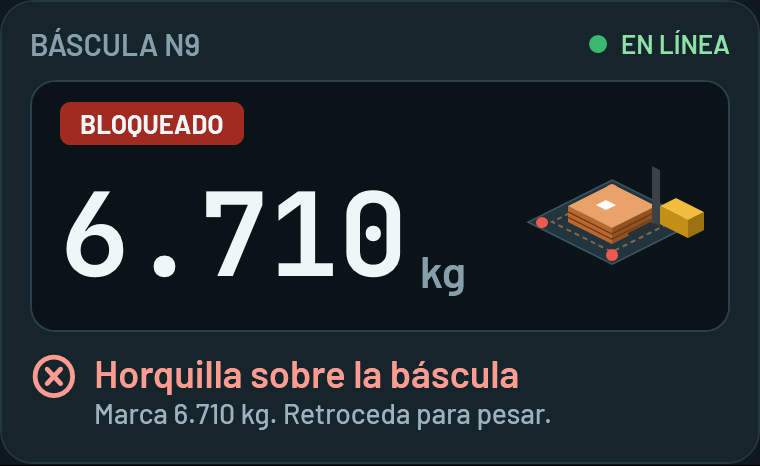 BÁSCULA N9
EN LÍNEA
BLOQUEADO
6.710 kg
Horquilla sobre la báscula
Marca 6.710 kg. Retroceda para pesar.